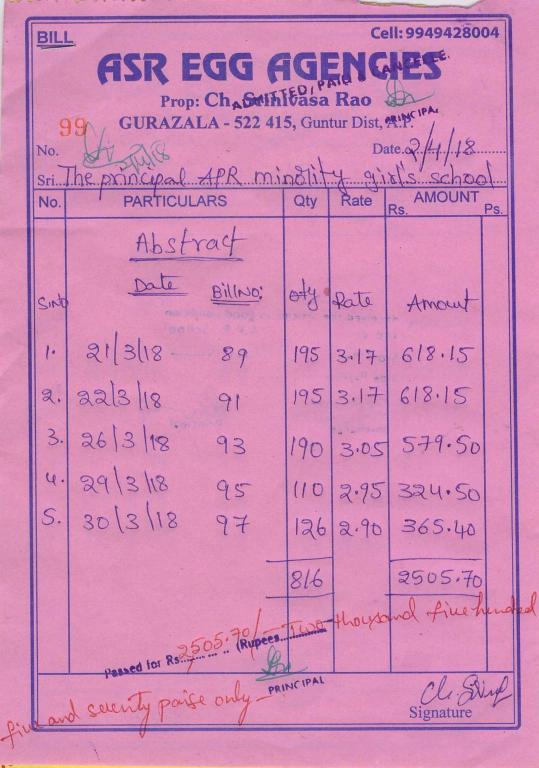 BILL
Cell: 9949428004
ASR EGG AGENCIES
ADMITTED, PAID & CANCELLE.
Prop: Ch. Srinivasa Rao
PRINCIPAL
GURAZALA - 522 415, Guntur Dist, A.P.
99
No.
Date. 2/4/18
Sri. The principal APR minolity girl's school
No. PARTICULARS Qty Rate AMOUNT
Rs. Ps.
Abstract
S.No Date Bill No: Qty Rate Amount
1. 21/3/18 89 195 3.17 618.15
2. 22/3/18 91 195 3.17 618.15
3. 26/3/18 93 190 3.05 579.50
4. 29/3/18 95 110 2.95 324.50
5. 30/3/18 97 126 2.90 365.40
816 2505.70
Passed for Rs. 2505.70/- (Rupees Two thousand five hundred
five and seventy paise only
PRINCIPAL
Signature